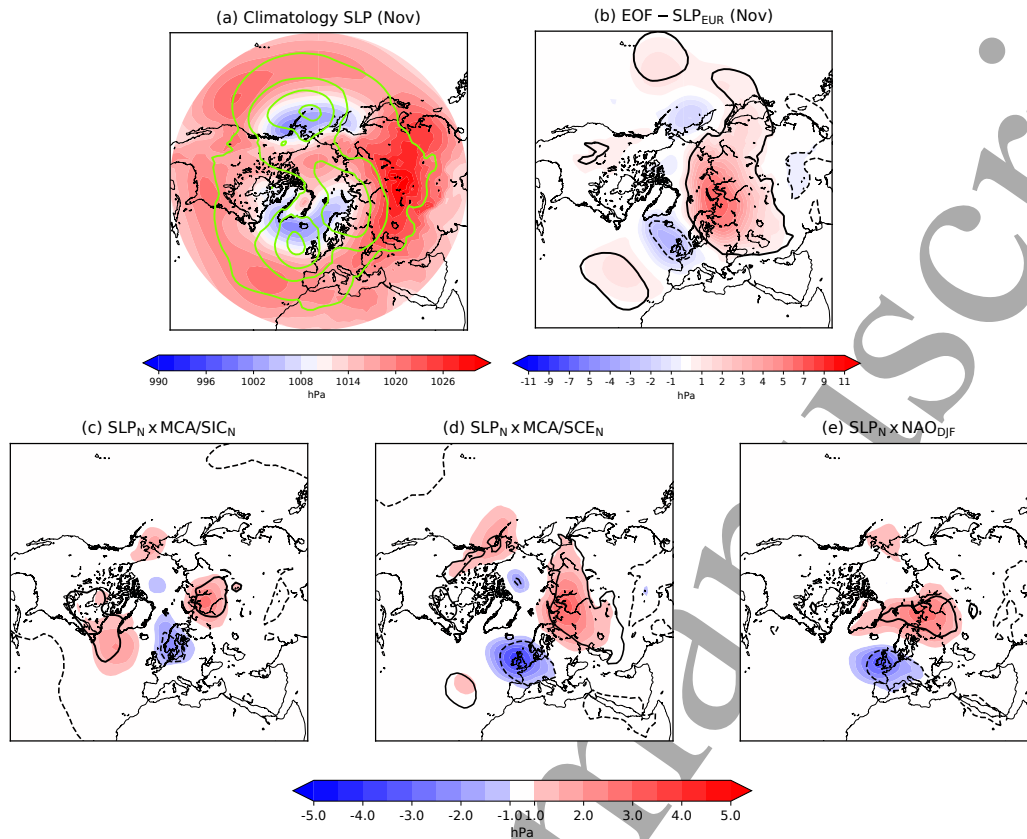 (a) Climatology SLP (Nov)
(b) EOF − SLP_EUR (Nov)
990 996 1002 1008 1014 1020 1026
hPa
-11 -9 -7 -5 -4 -3 -2 -1 1 2 3 4 5 7 9 11
hPa
(c) SLP_N x MCA/SIC_N
(d) SLP_N x MCA/SCE_N
(e) SLP_N x NAO_DJF
-5.0 -4.0 -3.0 -2.0 -1.0 1.0 2.0 3.0 4.0 5.0
hPa